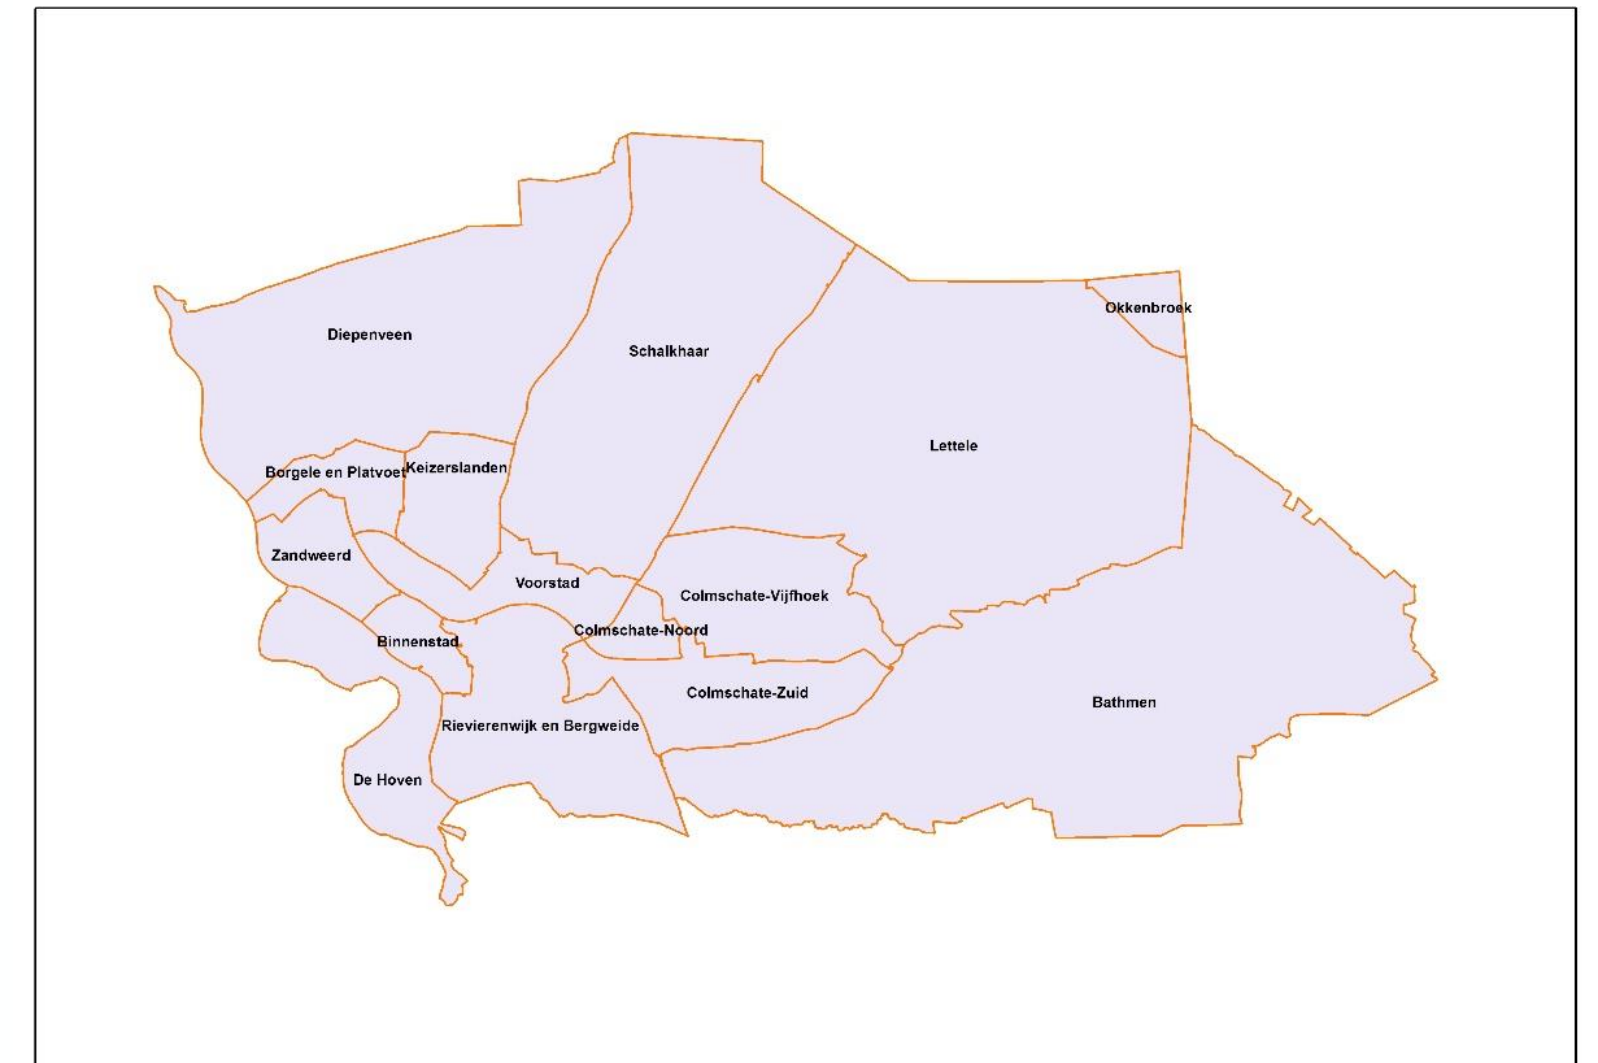 Okkenbroek
Diepenveen
Schalkhaar
Lettele
Borgele en Platvoet
Keizerslanden
Zandweerd
Voorstad
Colmschate-Vijfhoek
Colmschate-Noord
Binnenstad
Colmschate-Zuid
Bathmen
Rievierenwijk en Bergweide
De Hoven